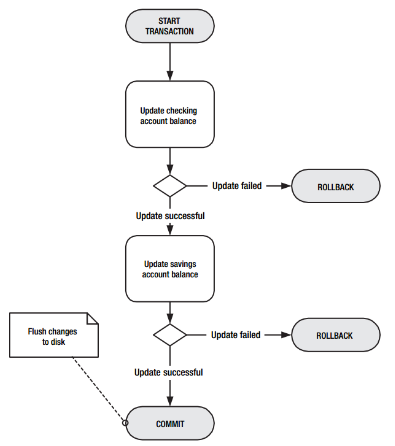 START
TRANSACTION
Update checking
account balance
Update failed
ROLLBACK
Update successful
Update savings
account balance
Flush changes
to disk
Update failed
ROLLBACK
Update successful
COMMIT